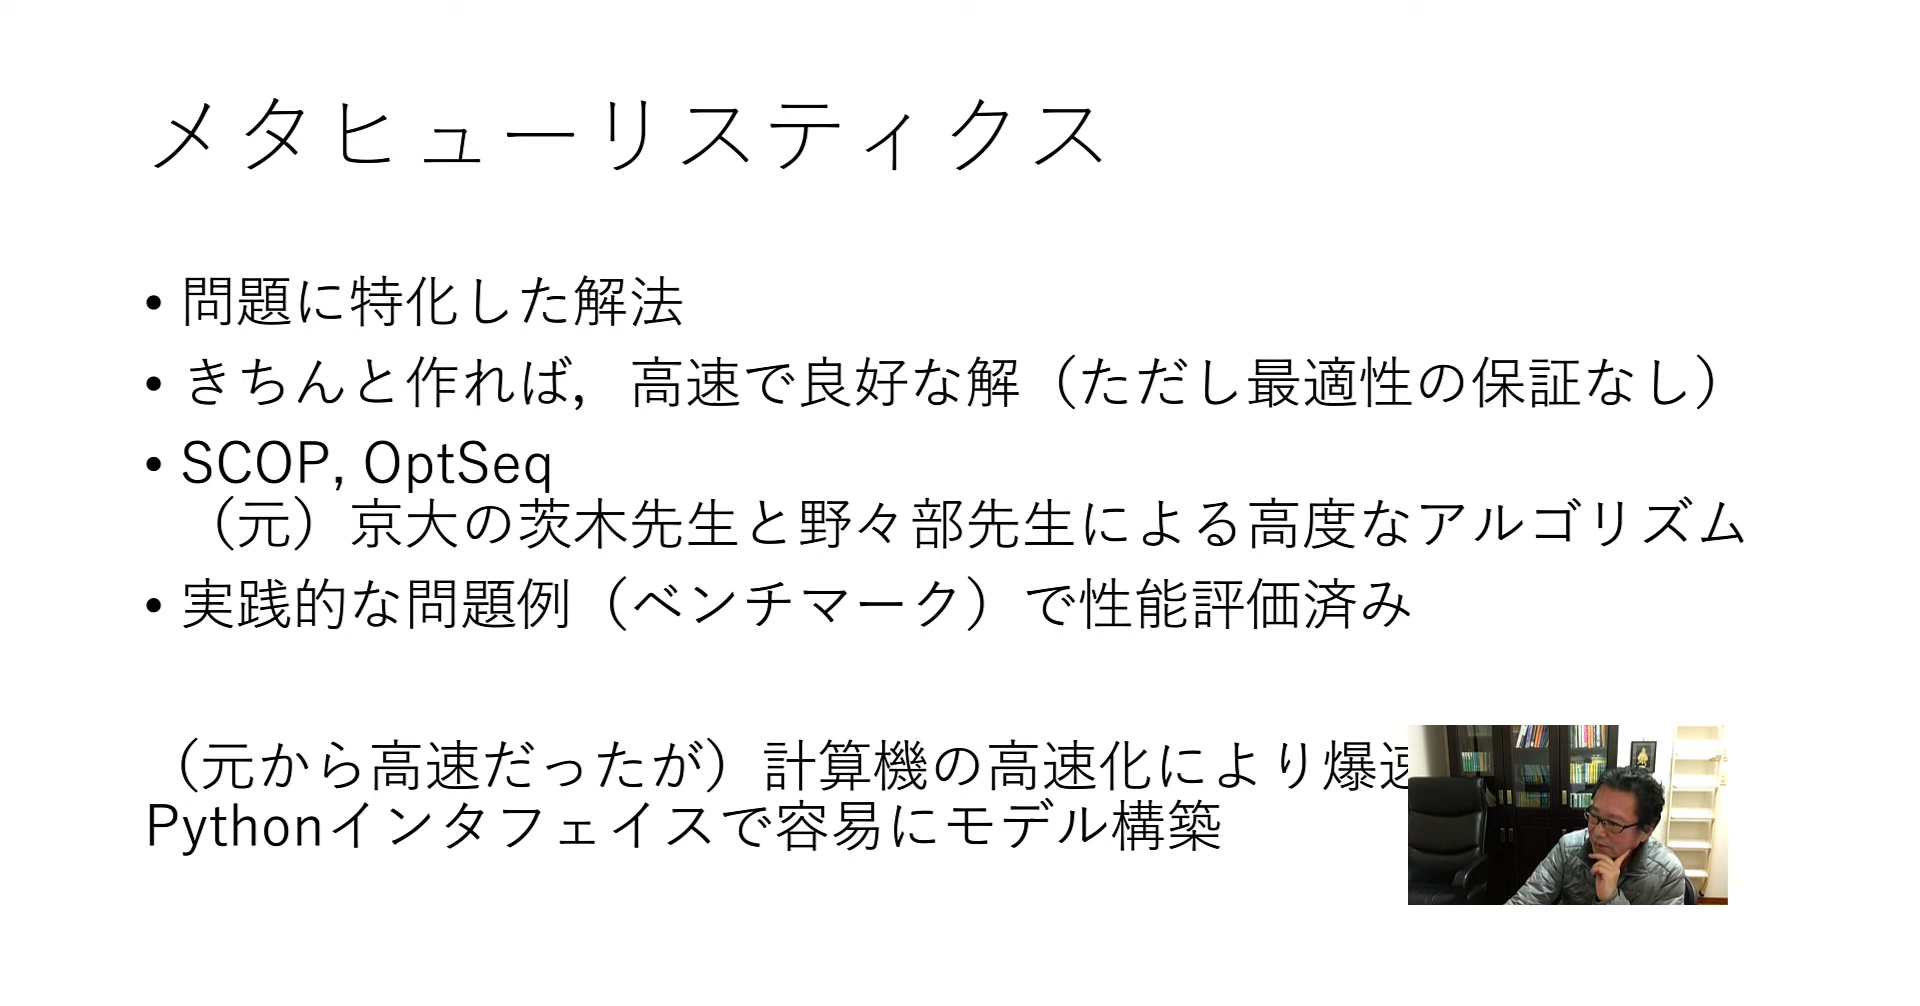 メタヒューリスティクス
• 問題に特化した解法
• きちんと作れば，高速で良好な解（ただし最適性の保証なし）
• SCOP, OptSeq
（元）京大の茨木先生と野々部先生による高度なアルゴリズム
• 実践的な問題例（ベンチマーク）で性能評価済み
（元から高速だったが）計算機の高速化により爆速
Pythonインタフェイスで容易にモデル構築